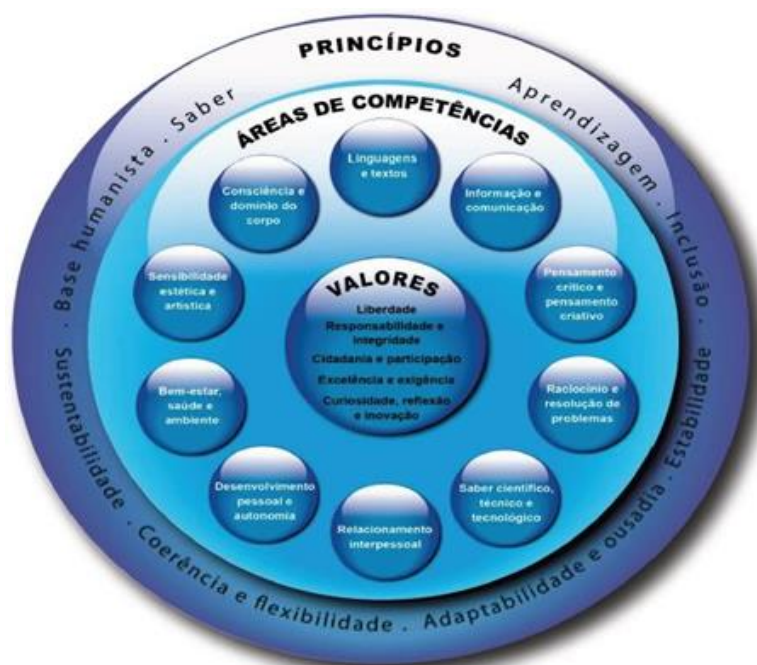 PRINCÍPIOS
Base humanista . Saber
Aprendizagem . Inclusão .
Estabilidade
Adaptabilidade e ousadia .
Coerência e flexibilidade .
Sustentabilidade .
ÁREAS DE COMPETÊNCIAS
Linguagens
e textos
Informação e
comunicação
Pensamento
crítico e
pensamento
criativo
Raciocínio e
resolução de
problemas
Saber científico,
técnico e
tecnológico
Relacionamento
interpessoal
Desenvolvimento
pessoal e
autonomia
Bem-estar,
saúde e
ambiente
Sensibilidade
estética e
artística
Consciência e
domínio do
corpo
VALORES
Liberdade
Responsabilidade e
integridade
Cidadania e participação
Excelência e exigência
Curiosidade, reflexão
e inovação